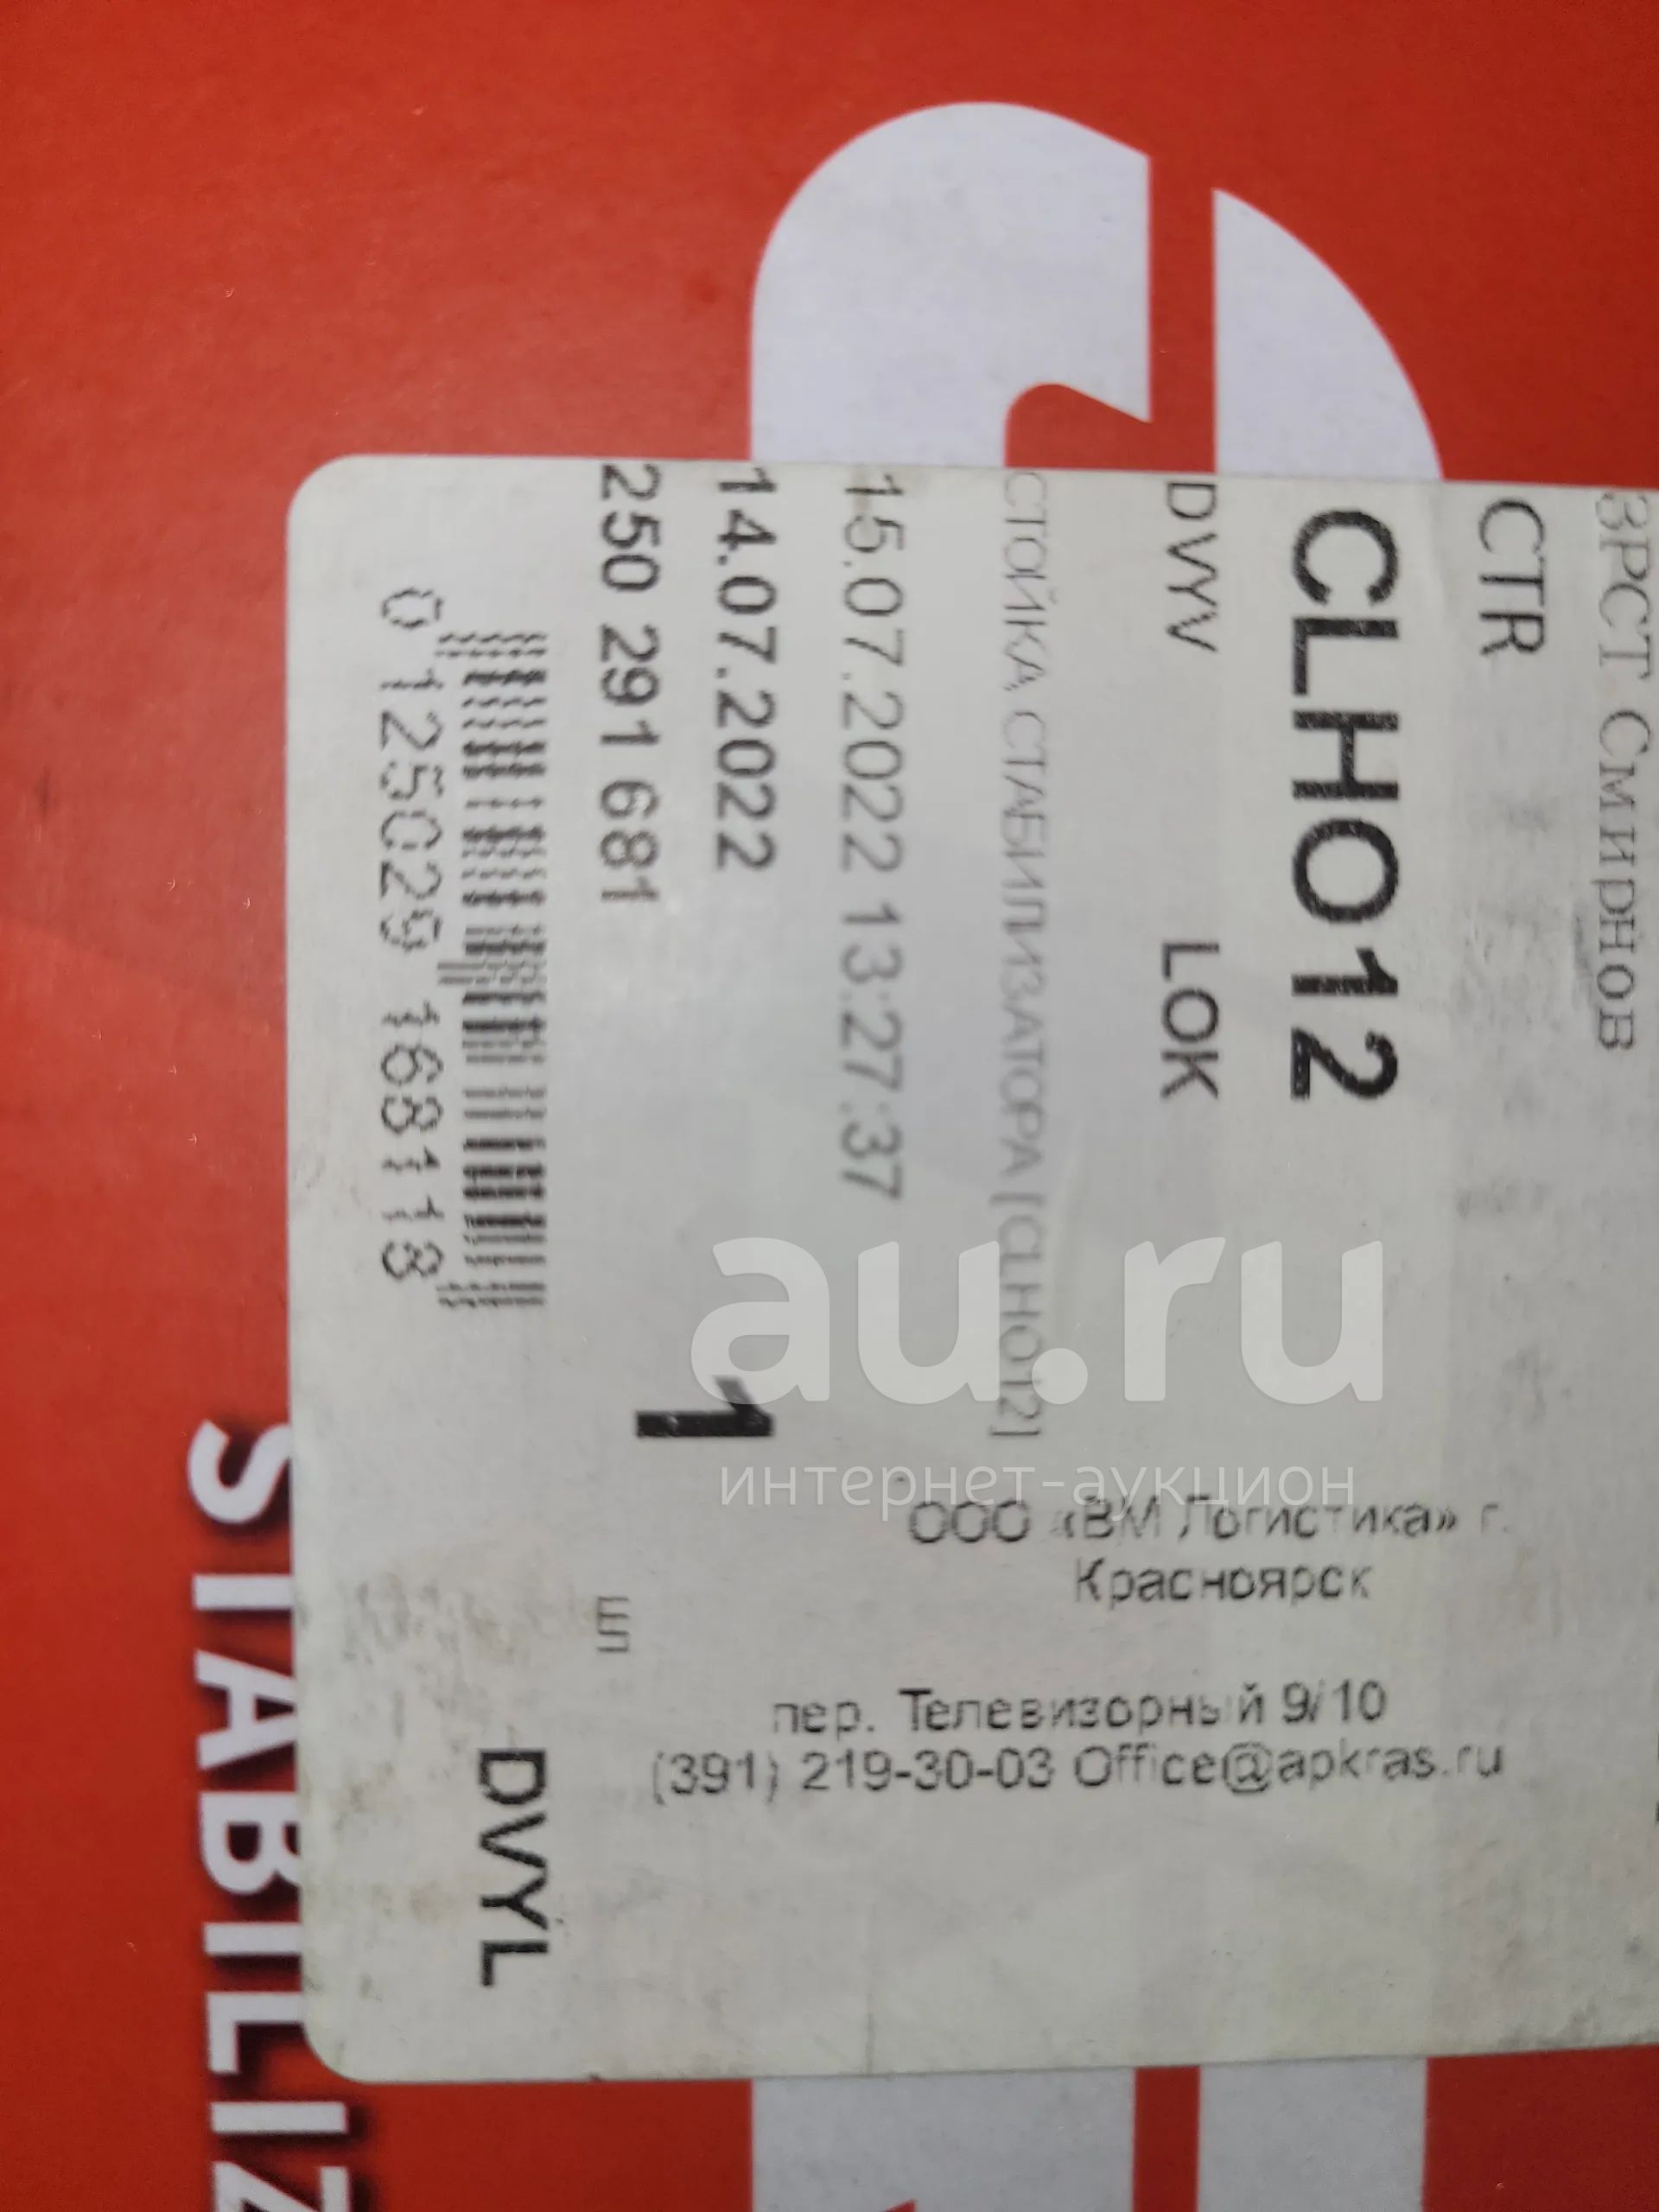 ЗРСТ Смирнов
CTR
CLHO12
DVYV LOK
СТОЙКА СТАБИЛИЗАТОРА [CLHO12]
15.07.2022 13:27:37
14.07.2022
250 291 681
1
0 125029 168118
DVYL
ООО «ВМ Логистика» г.
Красноярск
пер. Телевизорный 9/10
(391) 219-30-03 Office@apkras.ru
STABILIZ
au.ru
интернет-аукцион